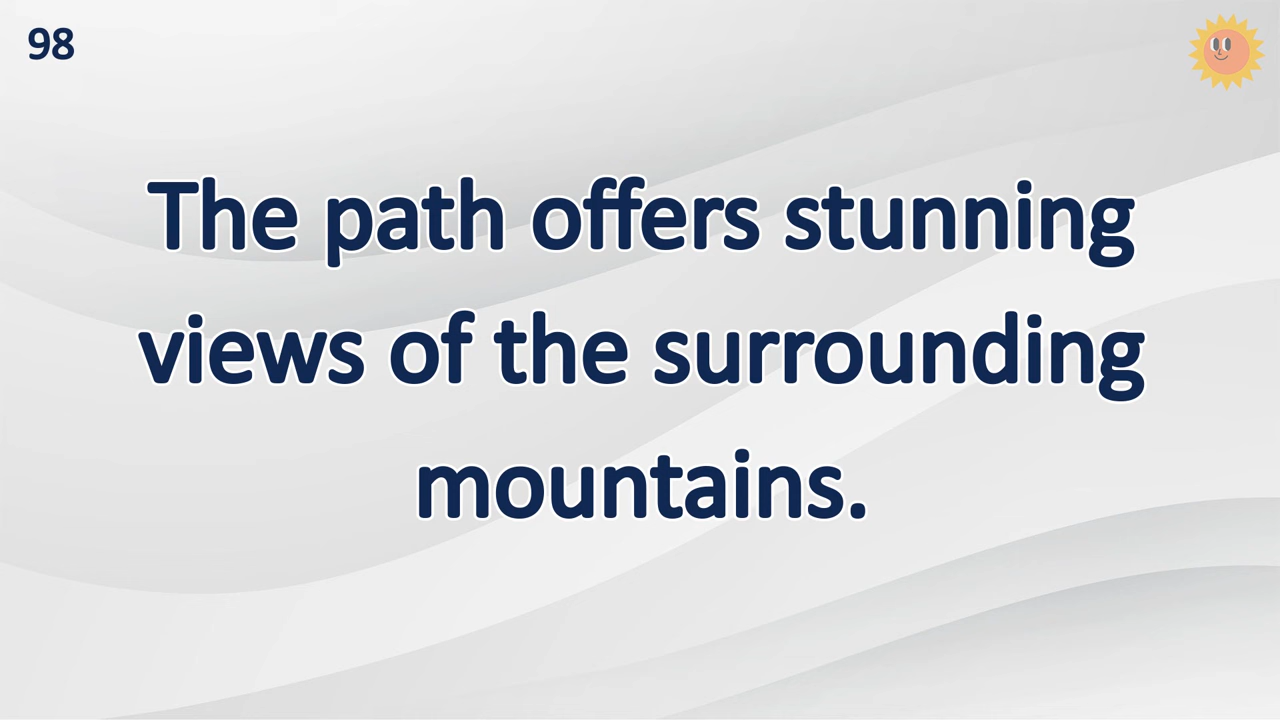 98
The path offers stunning
views of the surrounding
mountains.